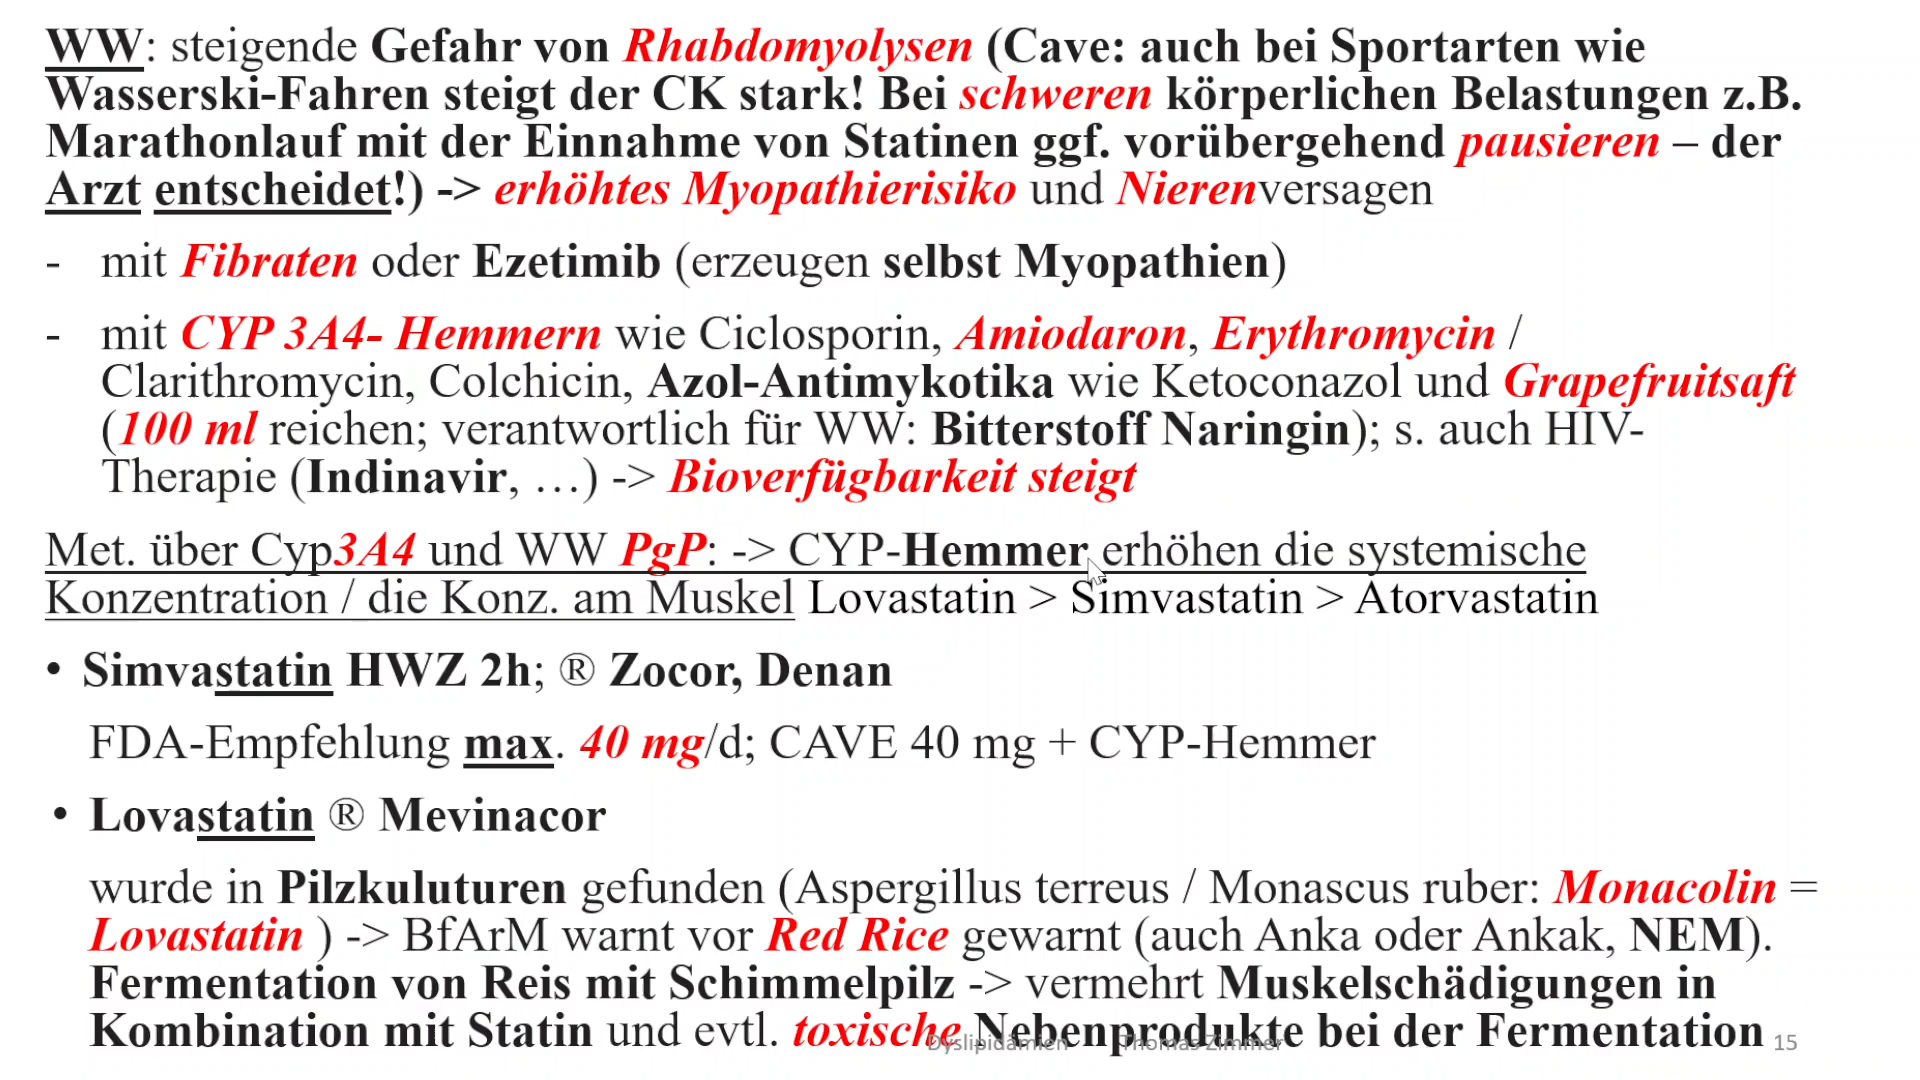 WW: steigende Gefahr von Rhabdomyolysen (Cave: auch bei Sportarten wie
Wasserski-Fahren steigt der CK stark! Bei schweren körperlichen Belastungen z.B.
Marathonlauf mit der Einnahme von Statinen ggf. vorübergehend pausieren – der
Arzt entscheidet!) -> erhöhtes Myopathierisiko und Nierenversagen
- mit Fibraten oder Ezetimib (erzeugen selbst Myopathien)
- mit CYP 3A4- Hemmern wie Ciclosporin, Amiodaron, Erythromycin /
Clarithromycin, Colchicin, Azol-Antimykotika wie Ketoconazol und Grapefruitsaft
(100 ml reichen; verantwortlich für WW: Bitterstoff Naringin); s. auch HIV-
Therapie (Indinavir, …) -> Bioverfügbarkeit steigt
Met. über Cyp3A4 und WW PgP: -> CYP-Hemmer erhöhen die systemische
Konzentration / die Konz. am Muskel Lovastatin > Simvastatin > Atorvastatin
• Simvastatin HWZ 2h; ® Zocor, Denan
FDA-Empfehlung max. 40 mg/d; CAVE 40 mg + CYP-Hemmer
• Lovastatin ® Mevinacor
wurde in Pilzkuluturen gefunden (Aspergillus terreus / Monascus ruber: Monacolin =
Lovastatin ) -> BfArM warnt vor Red Rice gewarnt (auch Anka oder Ankak, NEM).
Fermentation von Reis mit Schimmelpilz -> vermehrt Muskelschädigungen in
Kombination mit Statin und evtl. toxische Nebenprodukte bei der Fermentation
Dyslipidämien Thomas Zimmer 15